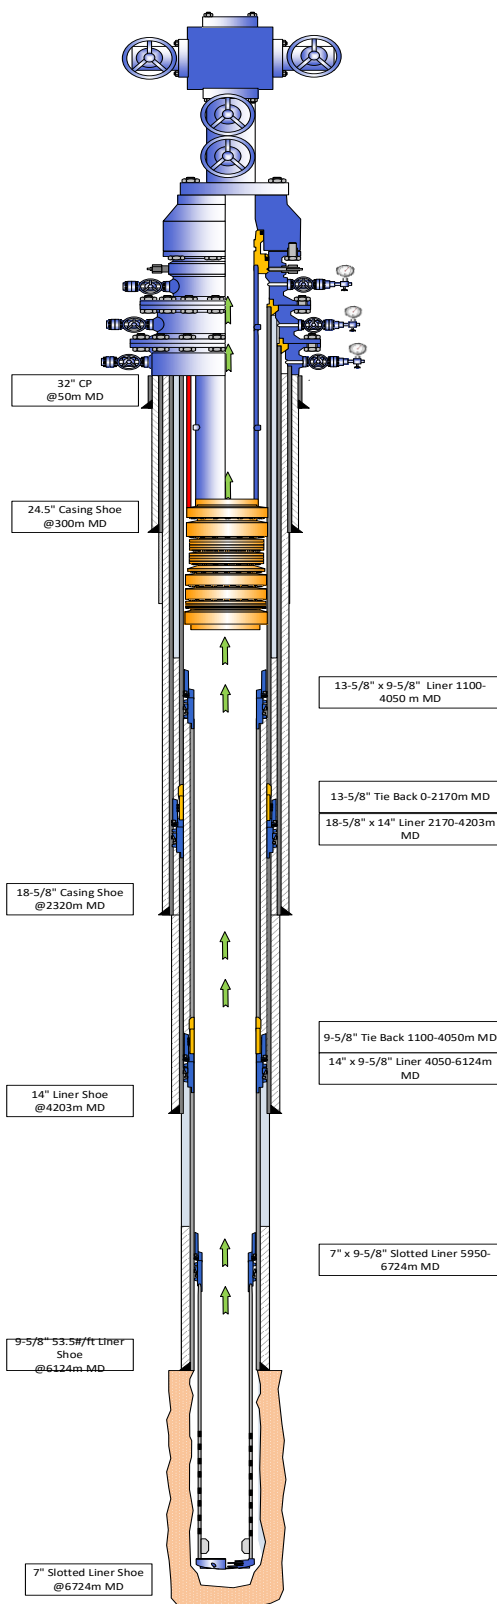 32" CP
@50m MD
24.5" Casing Shoe
@300m MD
13-5/8" x 9-5/8" Liner 1100-
4050 m MD
13-5/8" Tie Back 0-2170m MD
18-5/8" x 14" Liner 2170-4203m
MD
18-5/8" Casing Shoe
@2320m MD
9-5/8" Tie Back 1100-4050m MD
14" x 9-5/8" Liner 4050-6124m
MD
14" Liner Shoe
@4203m MD
7" x 9-5/8" Slotted Liner 5950-
6724m MD
9-5/8" 53.5#/ft Liner
Shoe
@6124m MD
7" Slotted Liner Shoe
@6724m MD